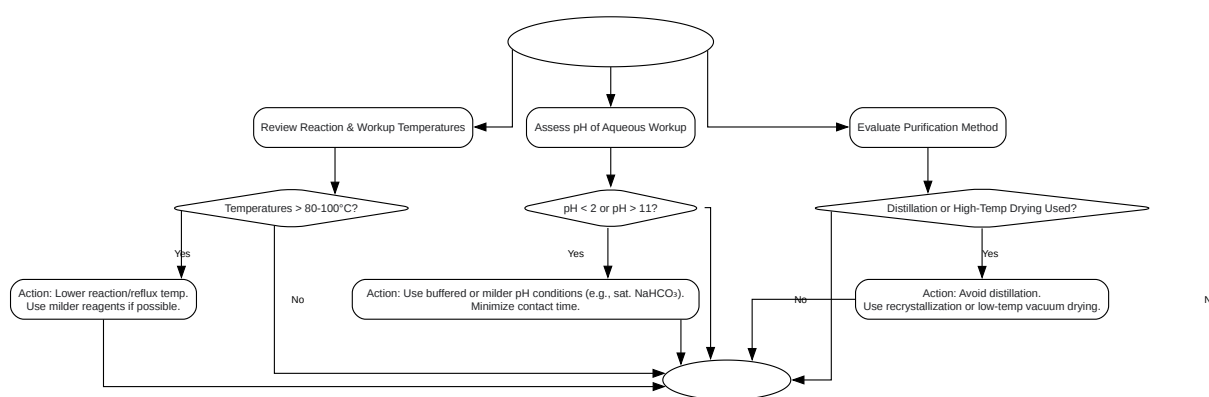 Review Reaction & Workup Temperatures
Assess pH of Aqueous Workup
Evaluate Purification Method
Temperatures > 80-100°C?
pH < 2 or pH > 11?
Distillation or High-Temp Drying Used?
Yes
Yes
Yes
Action: Lower reaction/reflux temp.
Use milder reagents if possible.
No
Action: Use buffered or milder pH conditions (e.g., sat. NaHCO₃).
Minimize contact time.
No
Action: Avoid distillation.
Use recrystallization or low-temp vacuum drying.